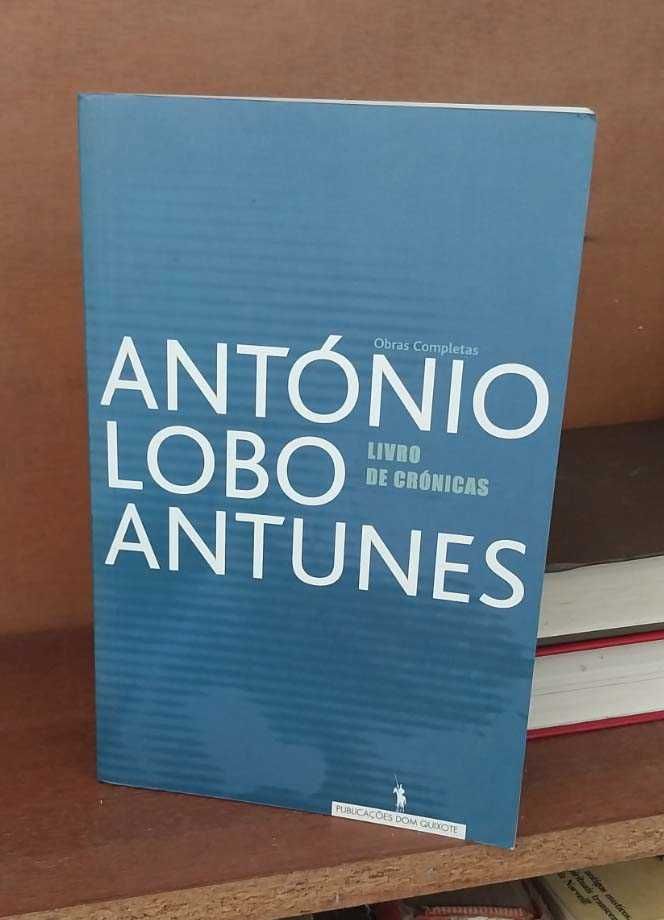 Obras Completas
ANTÓNIO
LOBO
LIVRO
DE CRÓNICAS
ANTUNES
PUBLICAÇÕES DOM QUIXOTE